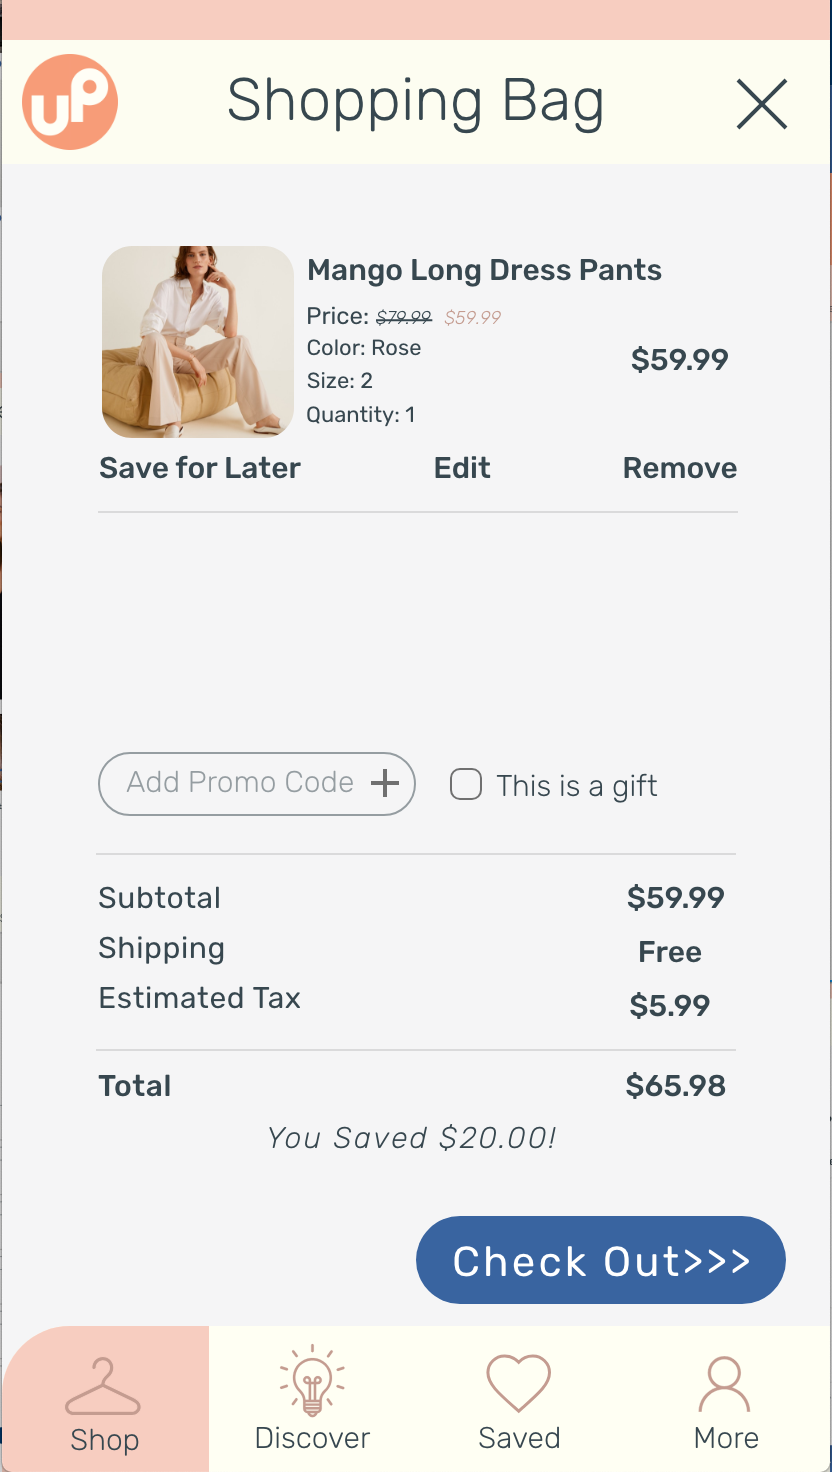 UP
Shopping Bag
Mango Long Dress Pants
Price: $79.99 $59.99
Color: Rose
$59.99
Size: 2
Quantity: 1
Save for Later Edit Remove
Add Promo Code +
This is a gift
Subtotal $59.99
Shipping Free
Estimated Tax $5.99
Total $65.98
You Saved $20.00!
Check Out>>>
Shop Discover Saved More